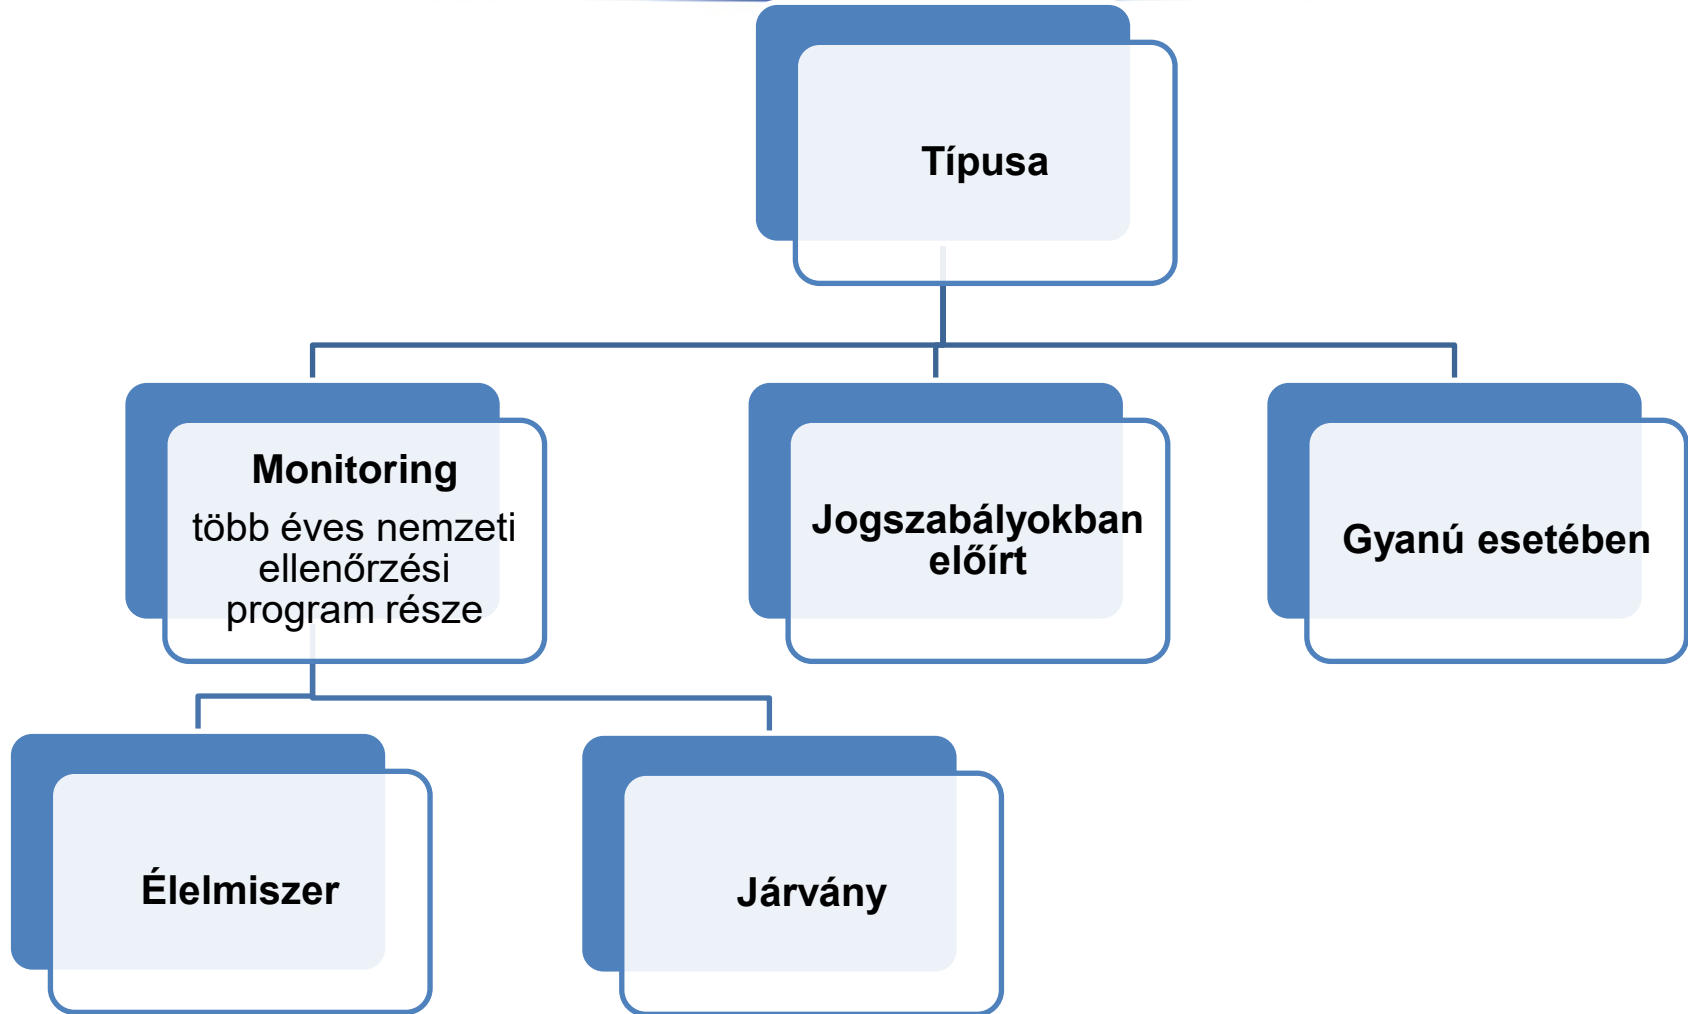 Típusa
Monitoring
több éves nemzeti
ellenőrzési
program része
Jogszabályokban
előírt
Gyanú esetében
Élelmiszer
Járvány